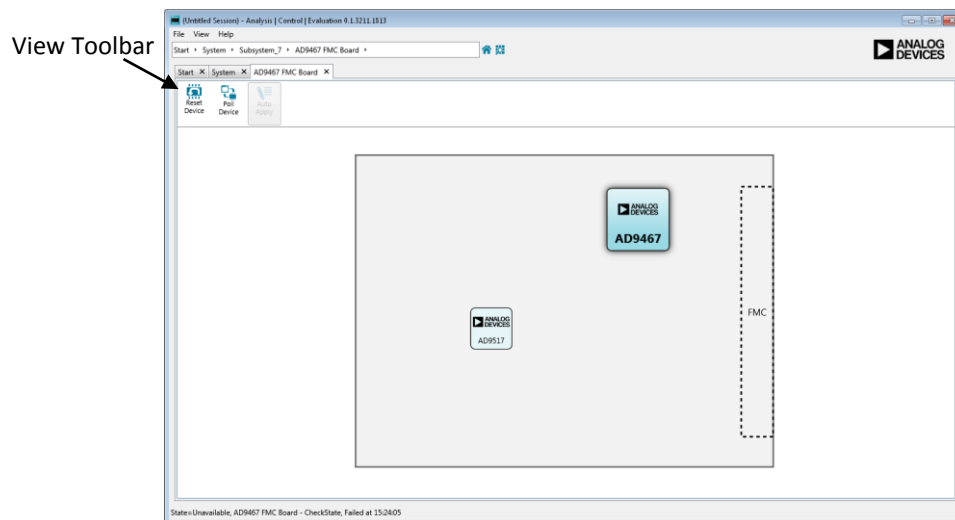 (Untitled Session) - Analysis | Control | Evaluation 0.1.3211.1813
File View Help
Start System Subsystem_7 AD9467 FMC Board
ANALOG
DEVICES
View Toolbar
Start X System X AD9467 FMC Board X
Reset Device
Poll Device
Auto Apply
ANALOG
DEVICES
AD9467
FMC
ANALOG
DEVICES
AD9517
State=Unavailable, AD9467 FMC Board - CheckState, Failed at 15:24:05